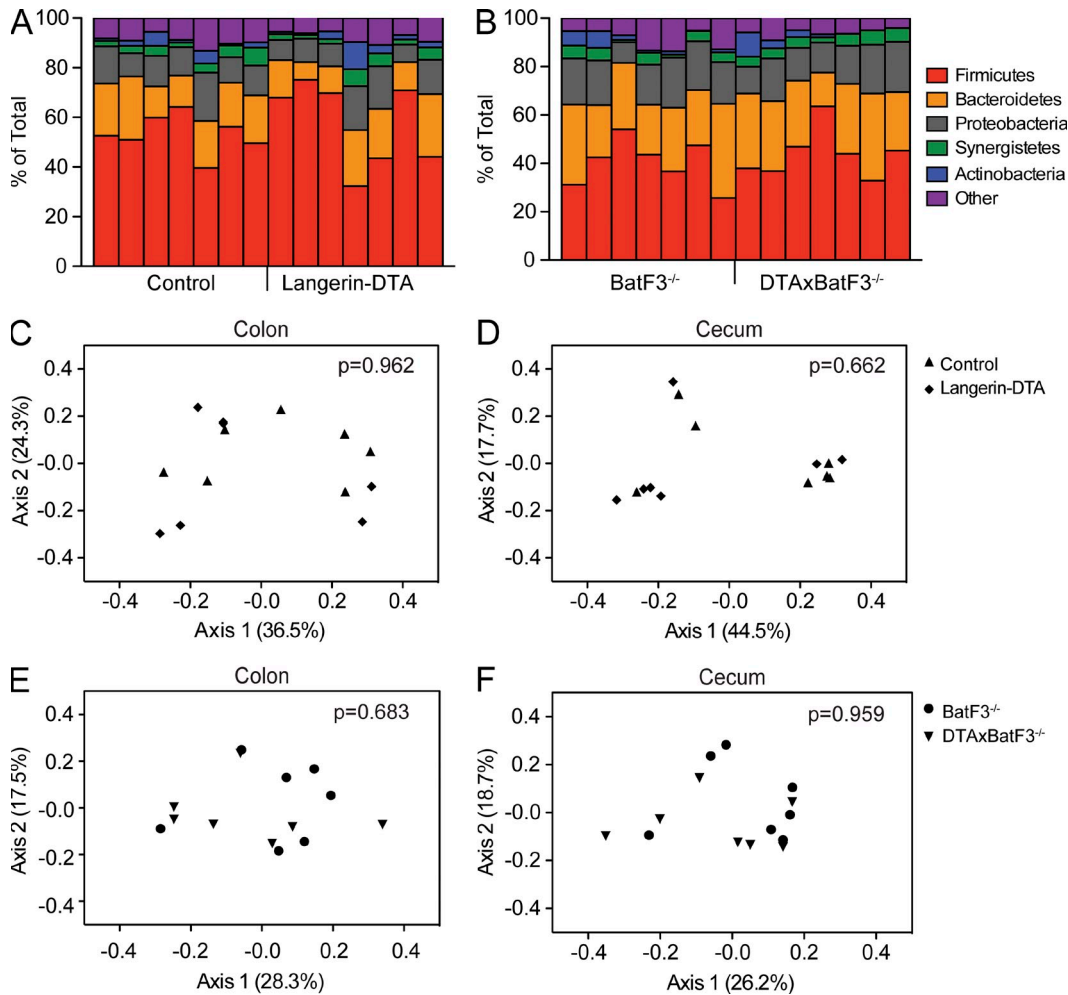 A
100
80
60
40
20
0
% of Total
Control
Langerin-DTA
B
100
80
60
40
20
0
% of Total
BatF3-/-
DTAxBatF3-/-
Firmicutes
Bacteroidetes
Proteobacteria
Synergistetes
Actinobacteria
Other
C
Colon
p=0.962
0.4
0.2
-0.0
-0.2
-0.4
Axis 2 (24.3%)
-0.4 -0.2 -0.0 0.2 0.4
Axis 1 (36.5%)
D
Cecum
p=0.662
0.4
0.2
-0.0
-0.2
-0.4
Axis 2 (17.7%)
-0.4 -0.2 -0.0 0.2 0.4
Axis 1 (44.5%)
Control
Langerin-DTA
E
Colon
p=0.683
0.4
0.2
-0.0
-0.2
-0.4
Axis 2 (17.5%)
-0.4 -0.2 -0.0 0.2 0.4
Axis 1 (28.3%)
F
Cecum
p=0.959
0.4
0.2
-0.0
-0.2
-0.4
Axis 2 (18.7%)
-0.4 -0.2 -0.0 0.2 0.4
Axis 1 (26.2%)
BatF3-/-
DTAxBatF3-/-